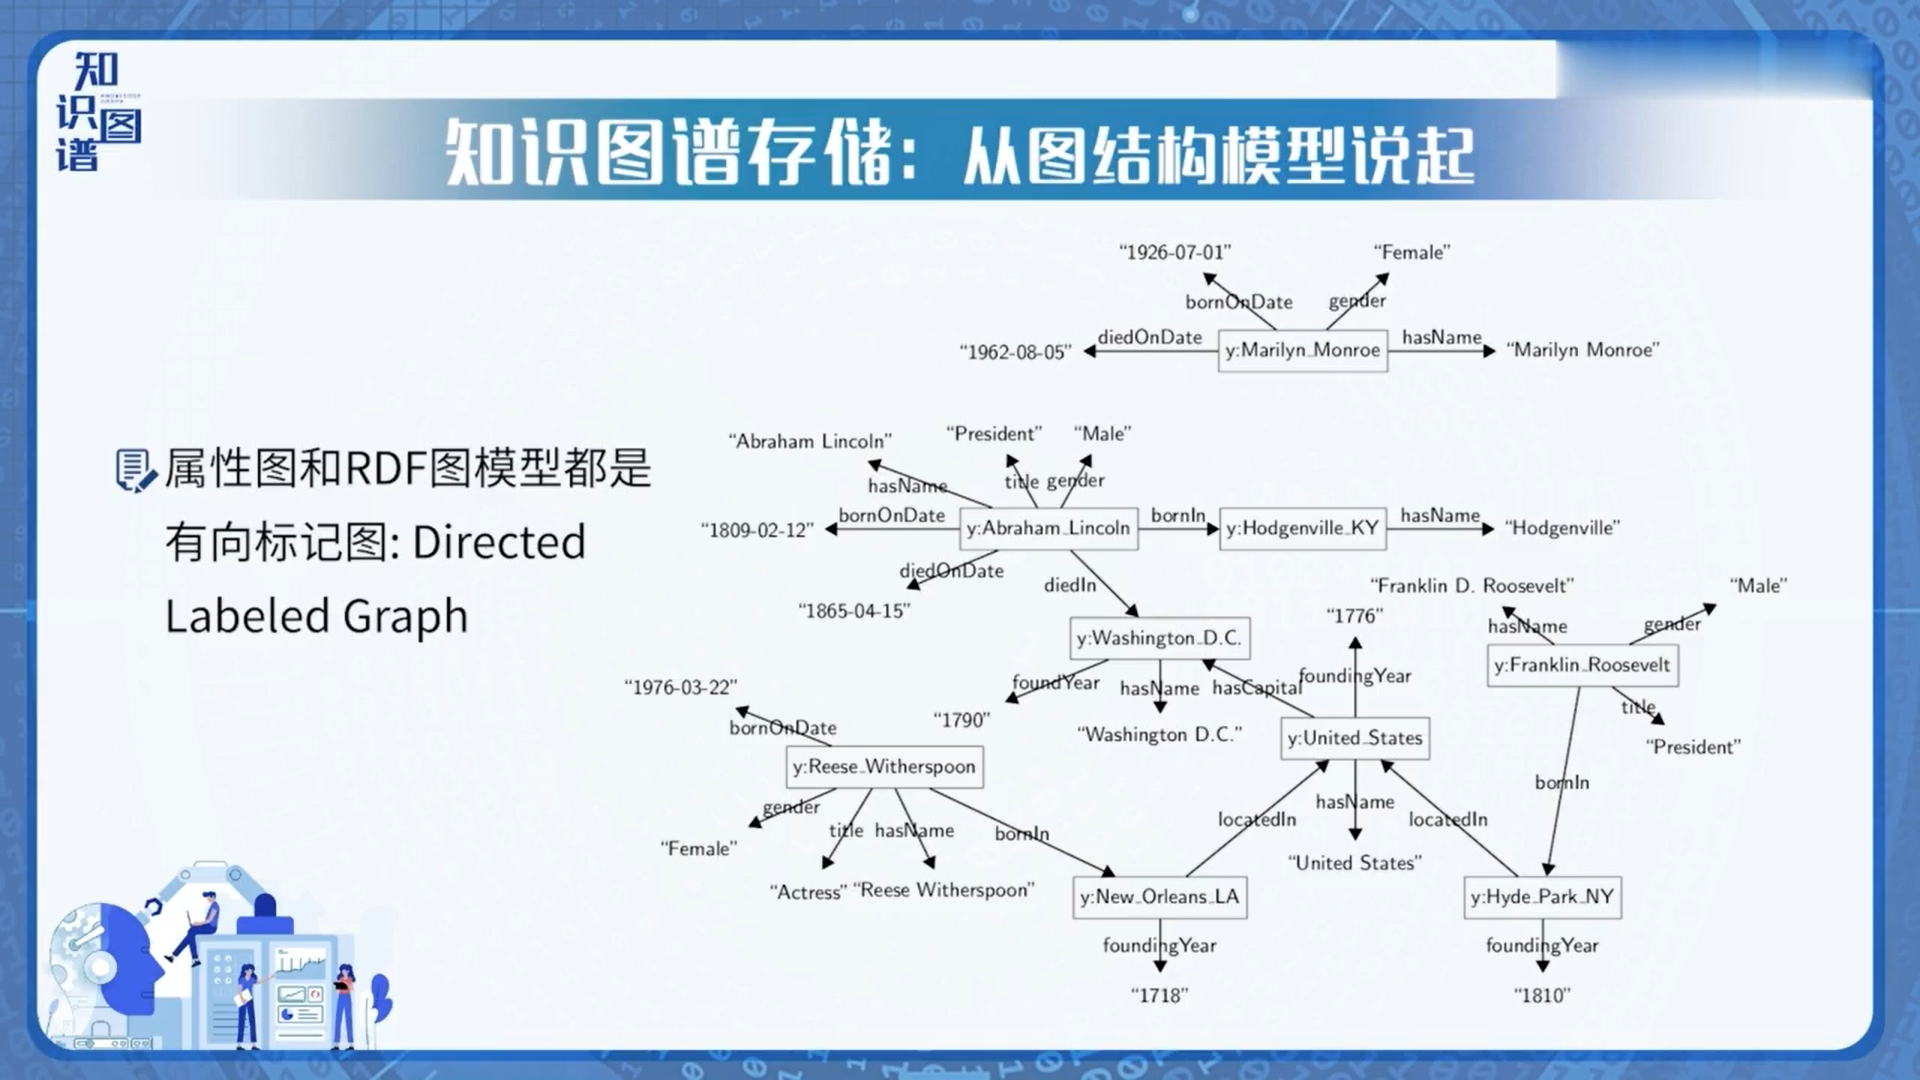 知
识图
谱
知识图谱存储：从图结构模型说起
属性图和RDF图模型都是
有向标记图: Directed
Labeled Graph
“1926-07-01” “Female”
bornOnDate gender
“1962-08-05” diedOnDate y:Marilyn_Monroe hasName “Marilyn Monroe”
“Abraham Lincoln” “President” “Male”
hasName title gender
“1809-02-12” bornOnDate y:Abraham_Lincoln bornIn y:Hodgenville_KY hasName “Hodgenville”
diedOnDate diedIn “Franklin D. Roosevelt” “Male”
“1865-04-15” “1776” hasName gender
y:Washington_D.C. y:Franklin_Roosevelt
“1976-03-22” foundYear hasName hasCapital foundingYear title
bornOnDate “1790” “Washington D.C.” y:United_States “President”
y:Reese_Witherspoon bornIn
gender title hasName bornIn locatedIn hasName locatedIn
“Female” “United States”
“Actress” “Reese Witherspoon” y:New_Orleans_LA y:Hyde_Park_NY
foundingYear foundingYear
“1718” “1810”